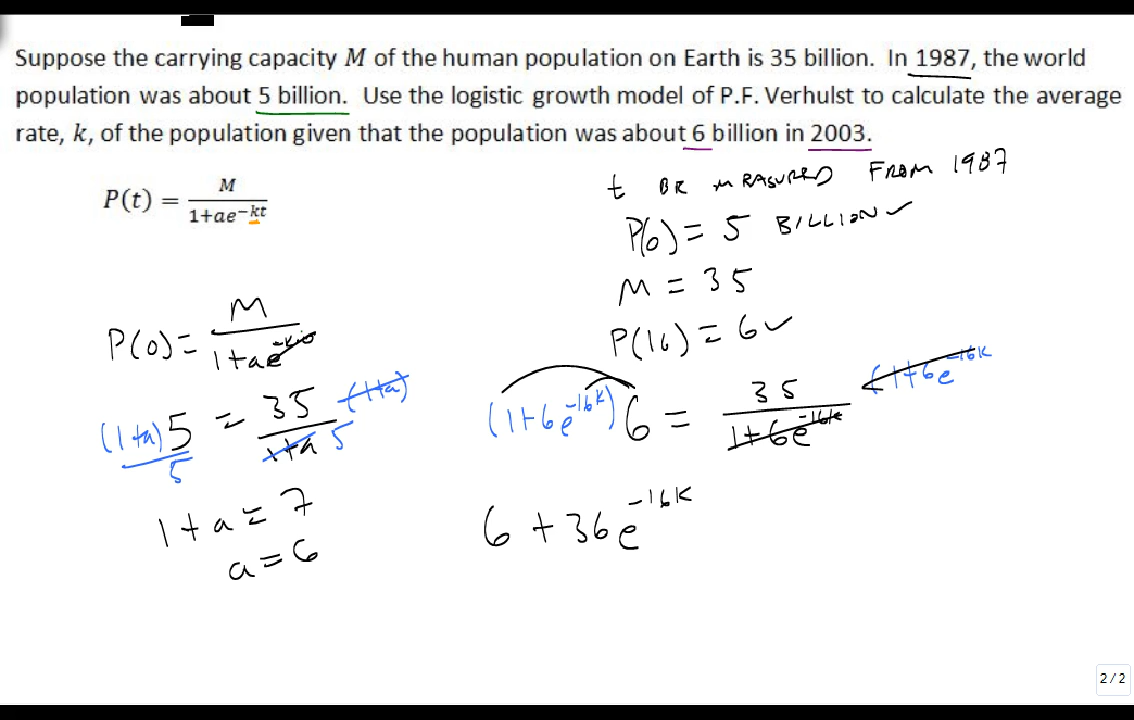 Suppose the carrying capacity M of the human population on Earth is 35 billion. In 1987, the world
population was about 5 billion. Use the logistic growth model of P.F. Verhulst to calculate the average
rate, k, of the population given that the population was about 6 billion in 2003.
P(t) = M / 1+ae^-kt
t BE MEASURED FROM 1987
P(0) = 5 BILLION ✓
M = 35
P(16) = 6 ✓
P(0) = M / 1+ae^-k·0
(1+a) 5 / 5 = 35 / 1+a (1+a) 5
1+a = 7
a = 6
(1+6e^-16k) 6 = 35 / 1+6e^-16k (1+6e^-16k
6 + 36e^-16k
2 / 2